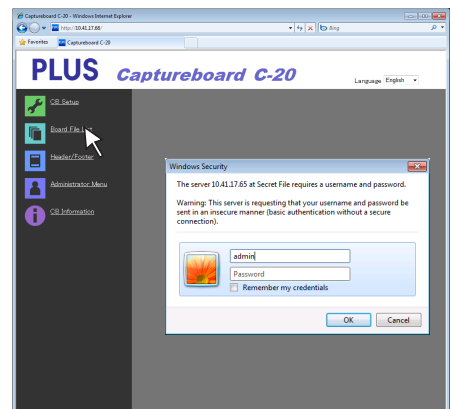 Captureboard C-20 - Windows Internet Explorer
http://10.41.17.68/
Bing
Favorites
Captureboard C-20
PLUS Captureboard C-20
Language English
CB Setup
Board File List
Header/Footer
Administrator Menu
CB Information
Windows Security
The server 10.41.17.65 at Secret File requires a username and password.
Warning: This server is requesting that your username and password be
sent in an insecure manner (basic authentication without a secure
connection).
admin
Password
Remember my credentials
OK
Cancel